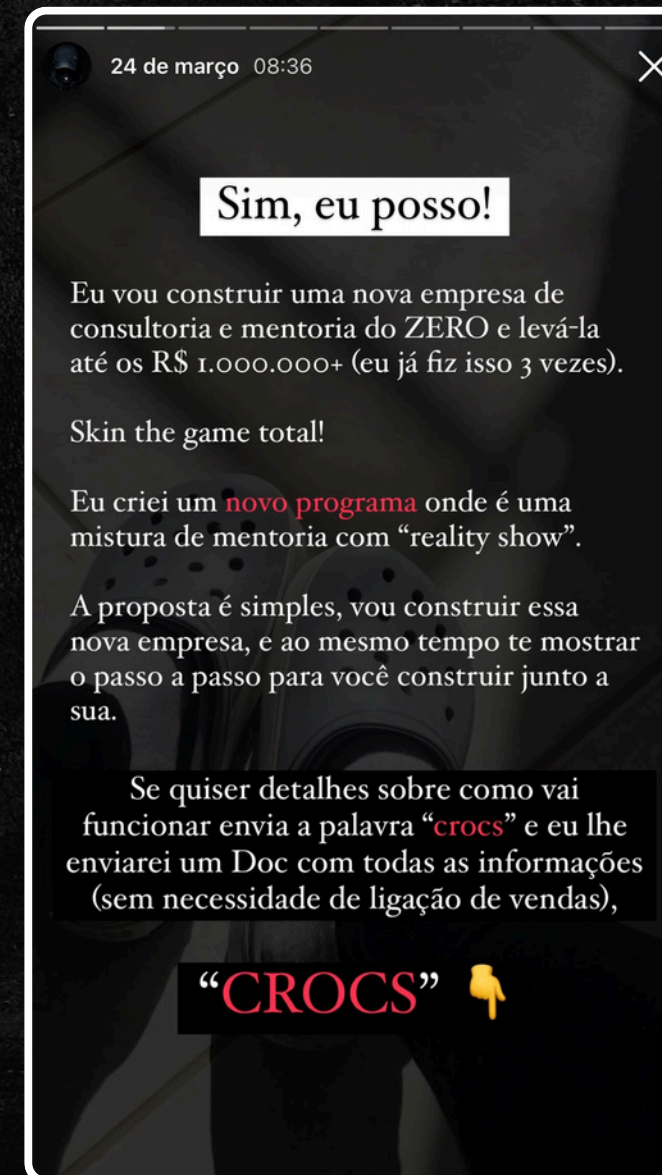 24 de março 08:36
Sim, eu posso!
Eu vou construir uma nova empresa de
consultoria e mentoria do ZERO e levá-la
até os R$ 1.000.000+ (eu já fiz isso 3 vezes).
Skin the game total!
Eu criei um novo programa onde é uma
mistura de mentoria com “reality show”.
A proposta é simples, vou construir essa
nova empresa, e ao mesmo tempo te mostrar
o passo a passo para você construir junto a
sua.
Se quiser detalhes sobre como vai
funcionar envia a palavra “crocs” e eu lhe
enviarei um Doc com todas as informações
(sem necessidade de ligação de vendas),
“CROCS” 👇